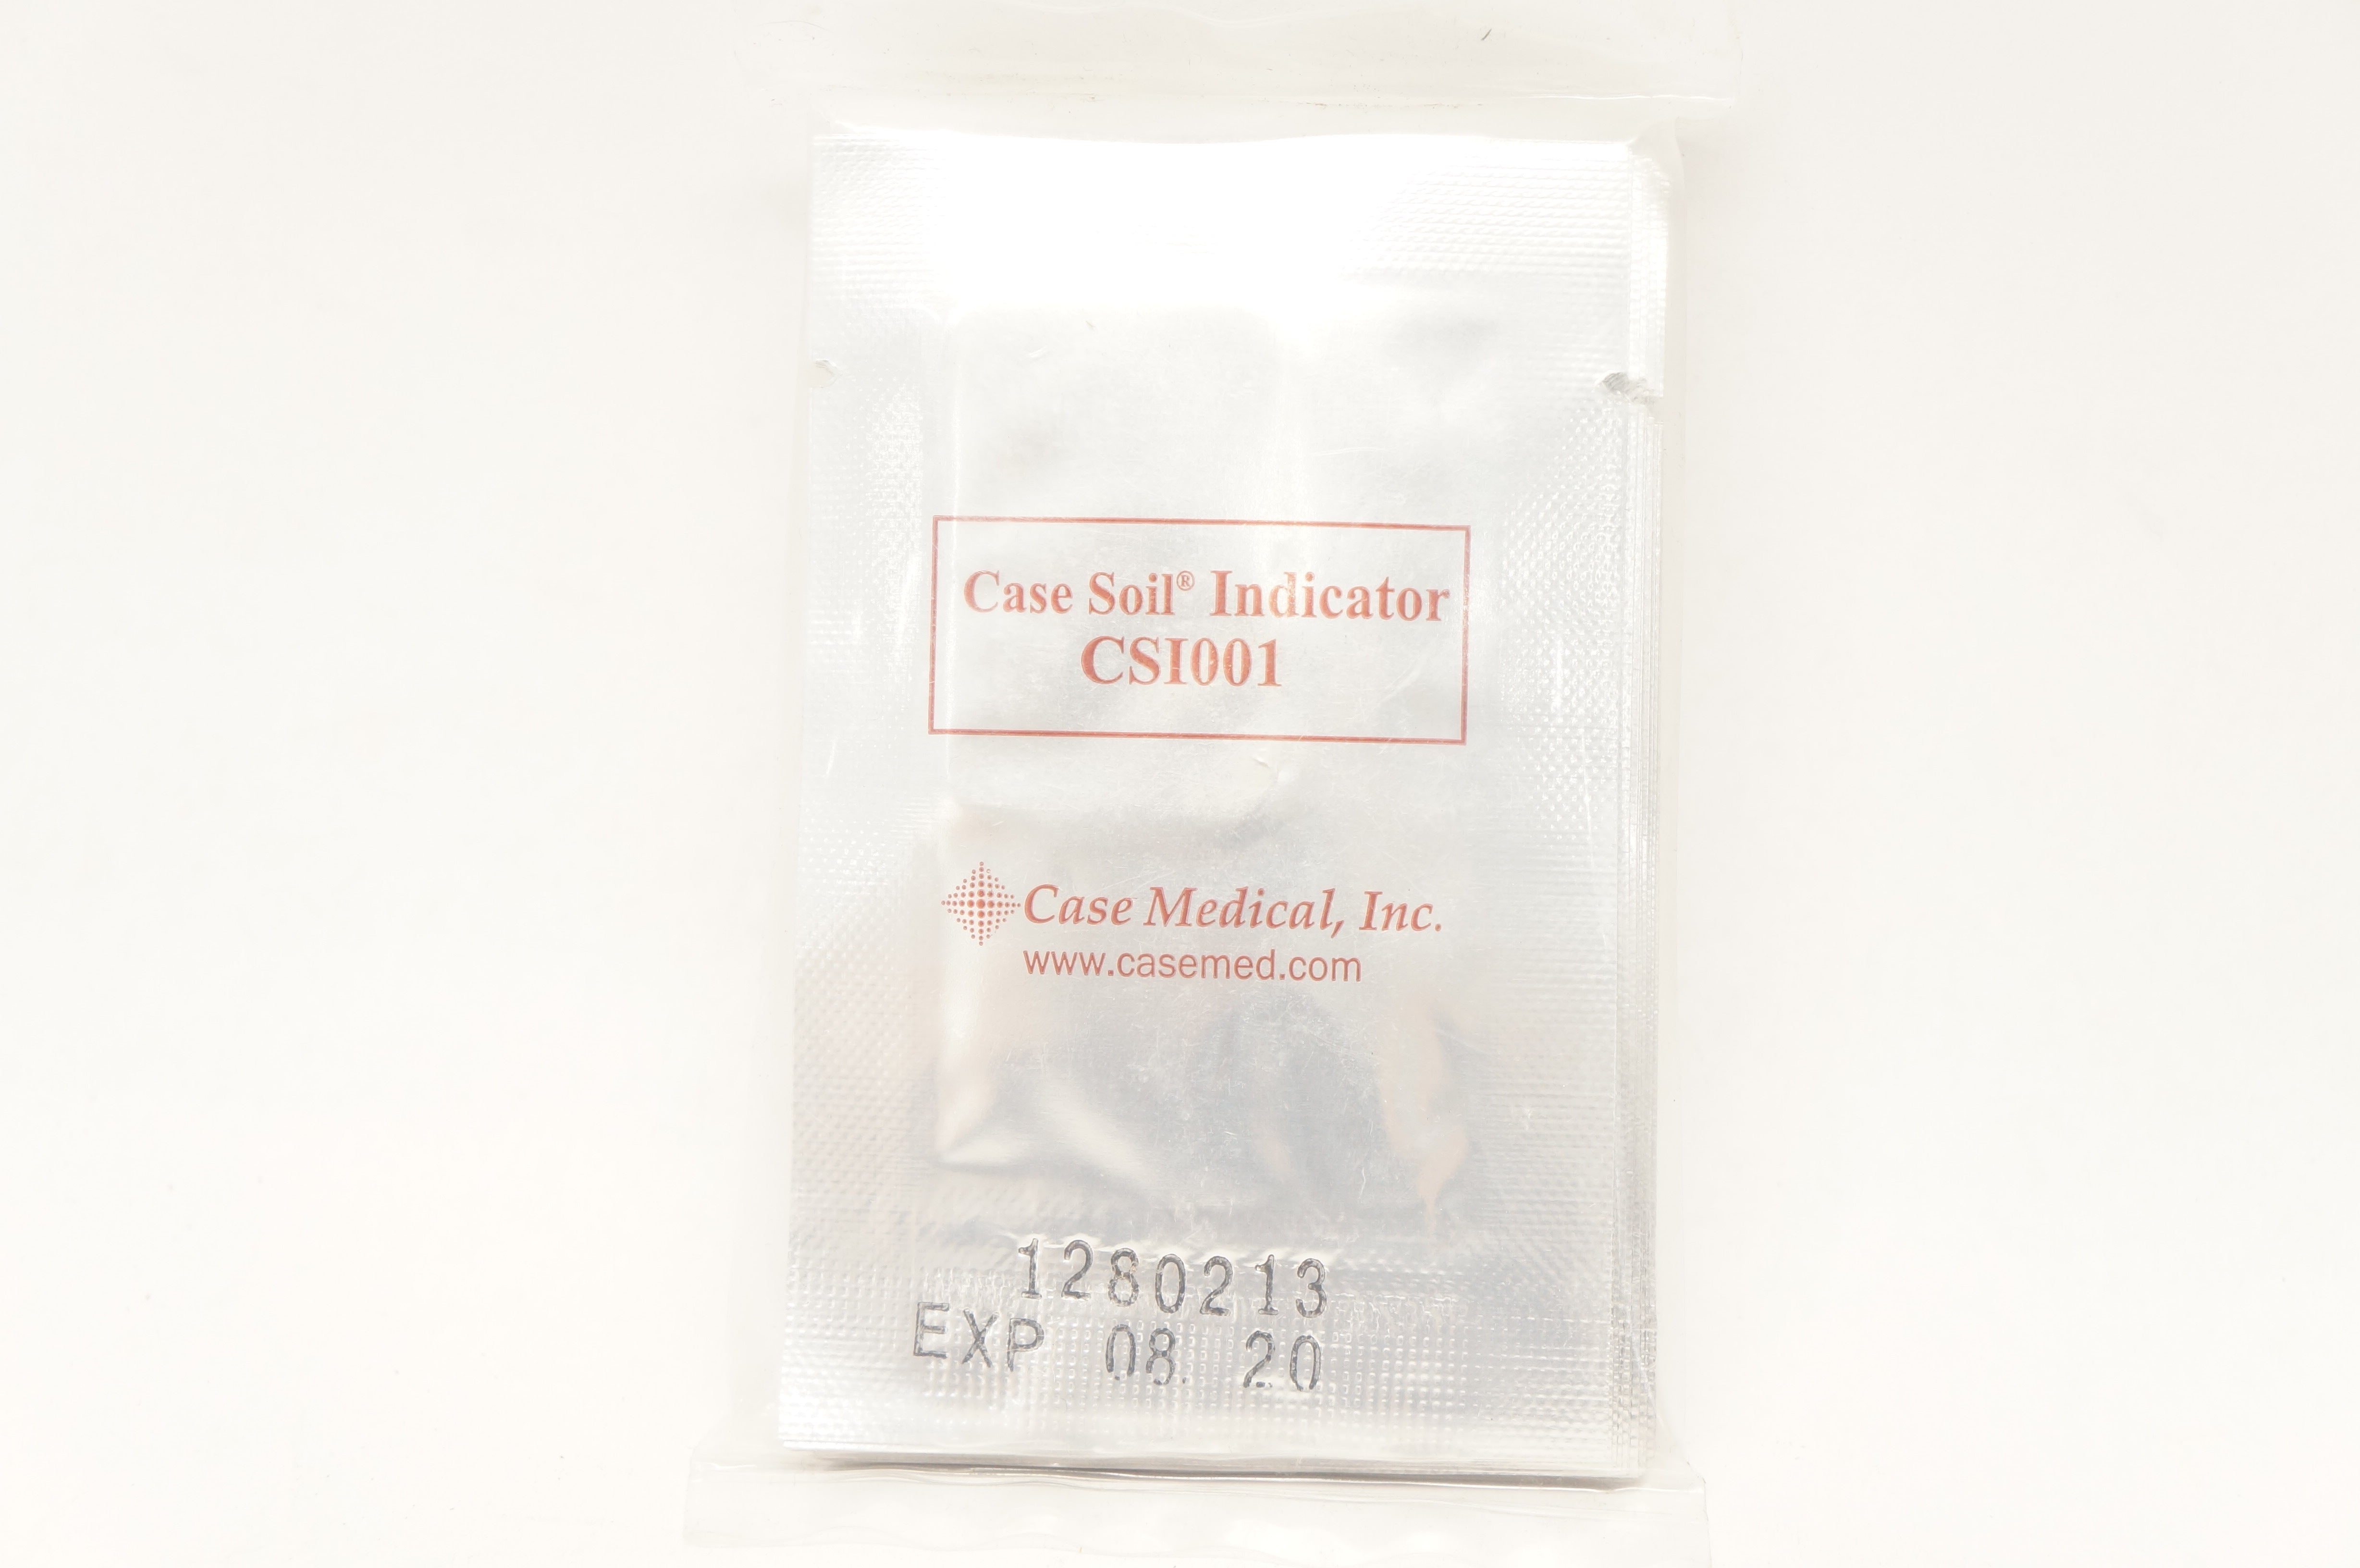 Case Soil® Indicator
CSI001
Case Medical, Inc.
www.casemed.com
1280213
EXP 08. 20